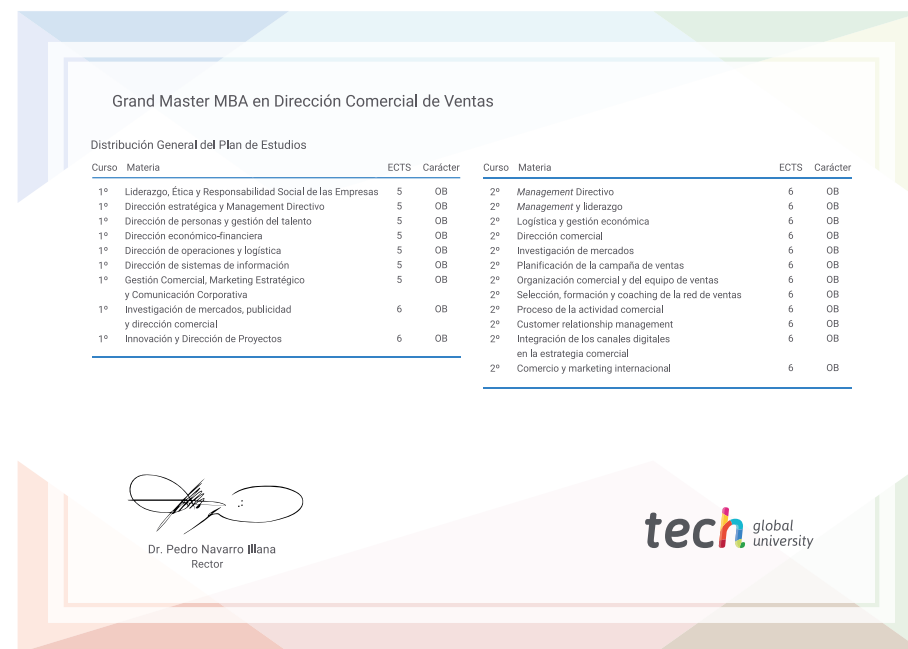 Grand Master MBA en Dirección Comercial de Ventas
Distribución General del Plan de Estudios
Curso Materia ECTS Carácter
1º Liderazgo, Ética y Responsabilidad Social de las Empresas 5 OB
1º Dirección estratégica y Management Directivo 5 OB
1º Dirección de personas y gestión del talento 5 OB
1º Dirección económico-financiera 5 OB
1º Dirección de operaciones y logística 5 OB
1º Dirección de sistemas de información 5 OB
1º Gestión Comercial, Marketing Estratégico 5 OB
y Comunicación Corporativa
1º Investigación de mercados, publicidad 6 OB
y dirección comercial
1º Innovación y Dirección de Proyectos 6 OB
Curso Materia ECTS Carácter
2º Management Directivo 6 OB
2º Management y liderazgo 6 OB
2º Logística y gestión económica 6 OB
2º Dirección comercial 6 OB
2º Investigación de mercados 6 OB
2º Planificación de la campaña de ventas 6 OB
2º Organización comercial y del equipo de ventas 6 OB
2º Selección, formación y coaching de la red de ventas 6 OB
2º Proceso de la actividad comercial 6 OB
2º Customer relationship management 6 OB
2º Integración de los canales digitales 6 OB
en la estrategia comercial
2º Comercio y marketing internacional 6 OB
Dr. Pedro Navarro Illana
Rector
tech global
university